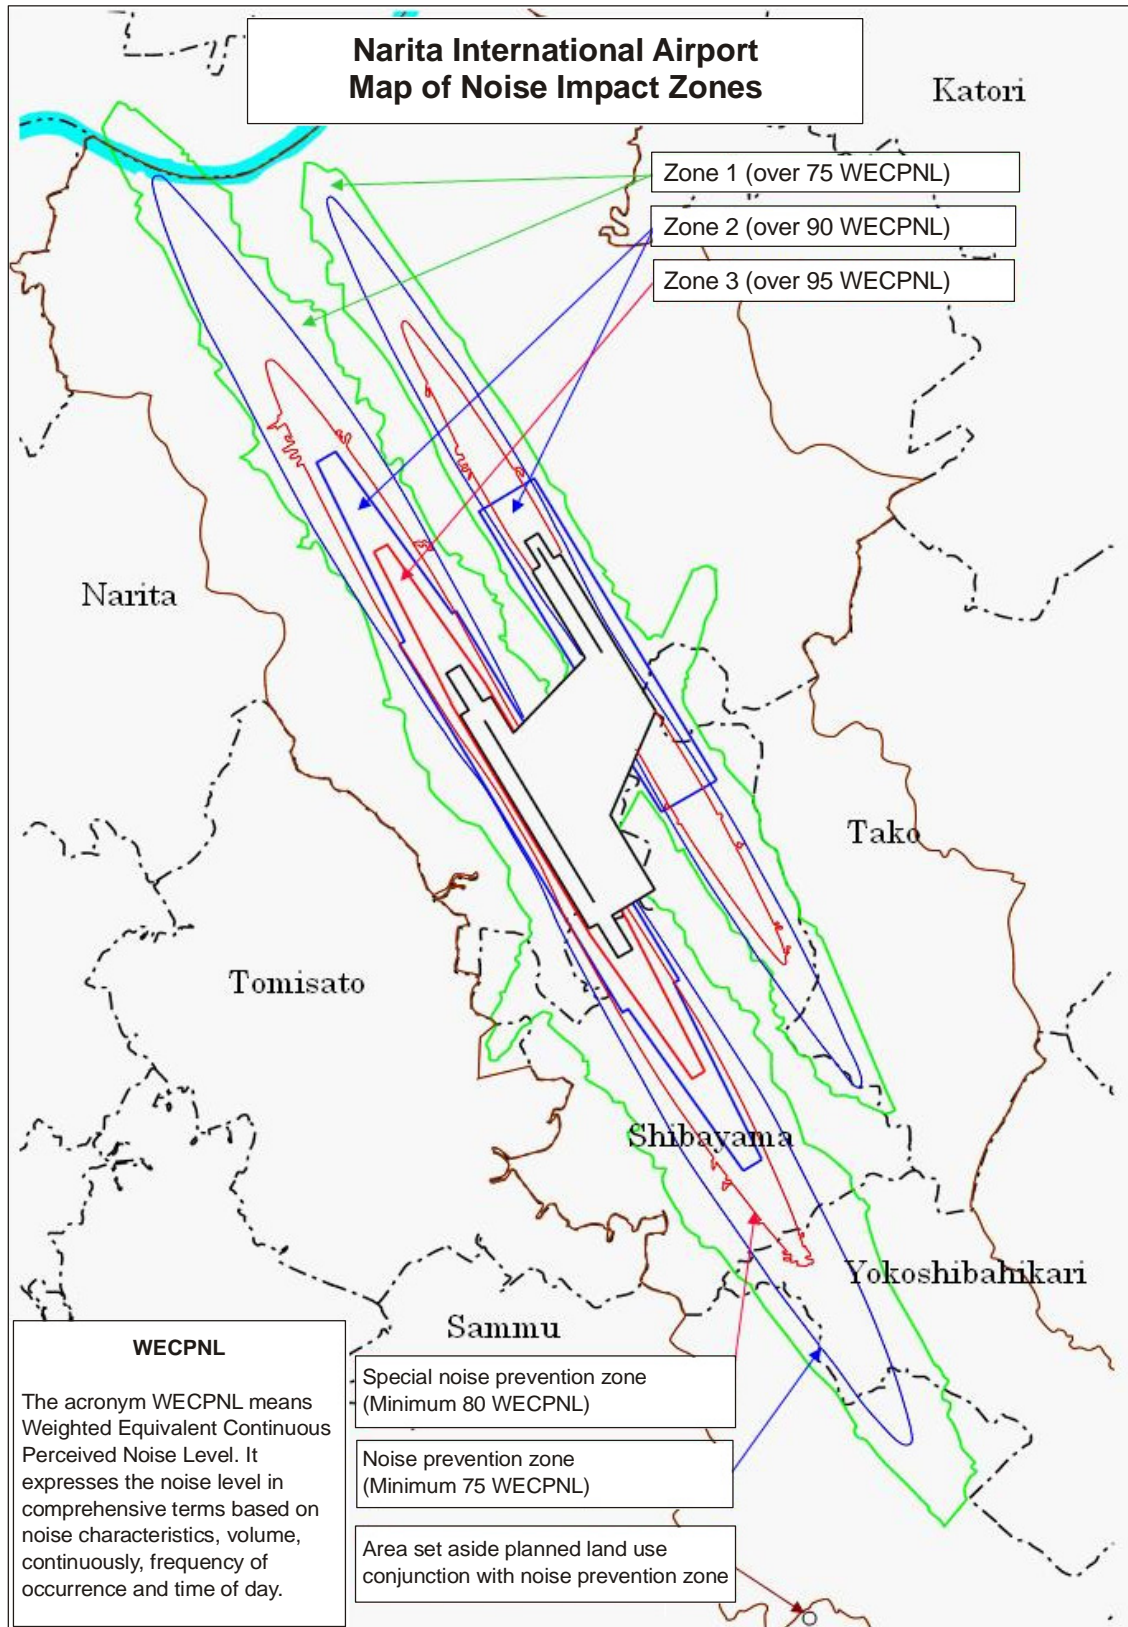 Narita International Airport
Map of Noise Impact Zones
Katori
Zone 1 (over 75 WECPNL)
Zone 2 (over 90 WECPNL)
Zone 3 (over 95 WECPNL)
Narita
Tako
Tomisato
Shibayama
Yokoshibahikari
Sammu
WECPNL
The acronym WECPNL means
Weighted Equivalent Continuous
Perceived Noise Level. It
expresses the noise level in
comprehensive terms based on
noise characteristics, volume,
continuously, frequency of
occurrence and time of day.
Special noise prevention zone
(Minimum 80 WECPNL)
Noise prevention zone
(Minimum 75 WECPNL)
Area set aside planned land use
conjunction with noise prevention zone